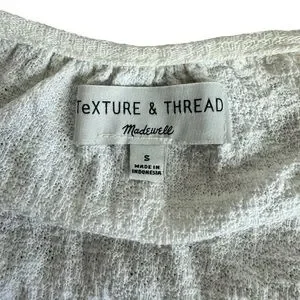 TeXTURE & THREAD
Madewell
S
MADE IN
INDONESIA